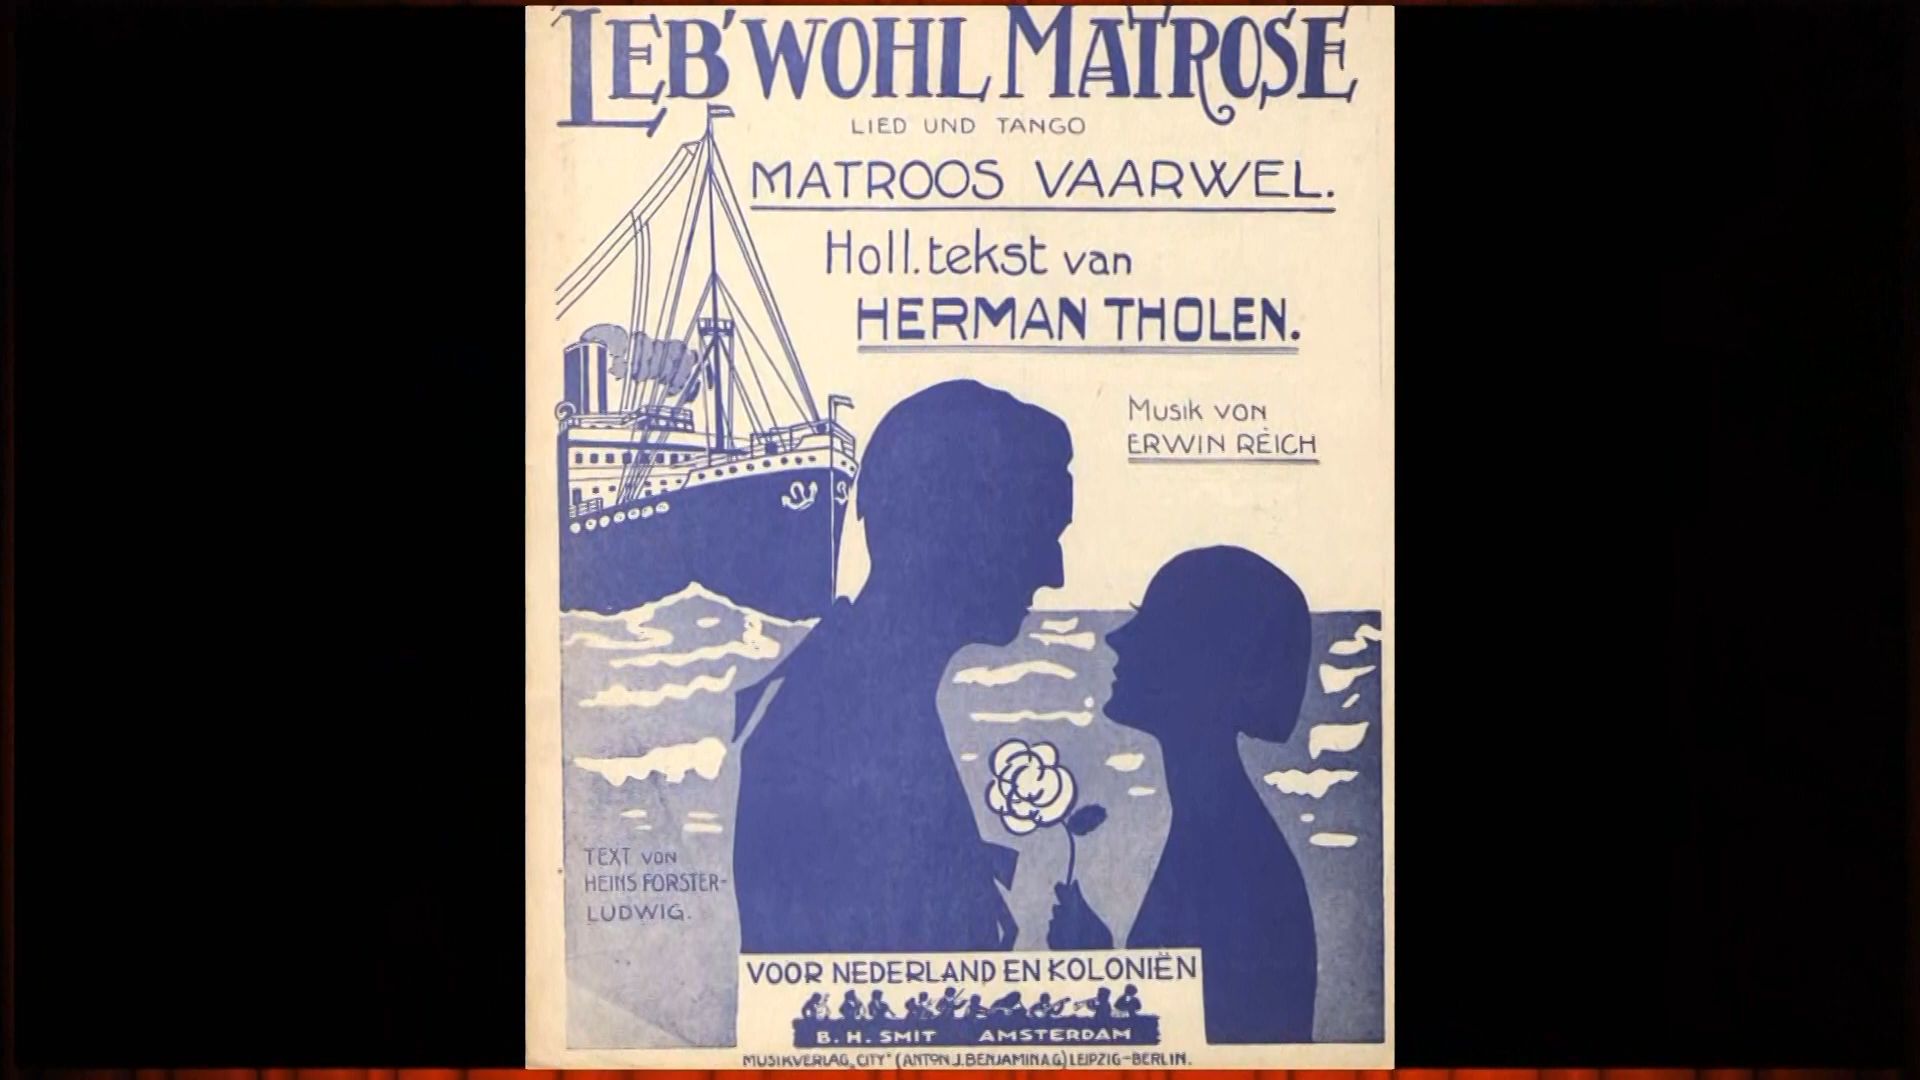 LEB'WOHL MATROSE
LIED UND TANGO
MATROOS VAARWEL.
Holl. tekst van
HERMAN THOLEN.
MUSIK VON
ERWIN REICH
TEXT VON
HEINS FORSTER-
LUDWIG.
VOOR NEDERLAND EN KOLONIËN
B. H. SMIT AMSTERDAM
MUSIKVERLAG „CITY" (ANTON J. BENJAMIN A G) LEIPZIG-BERLIN.